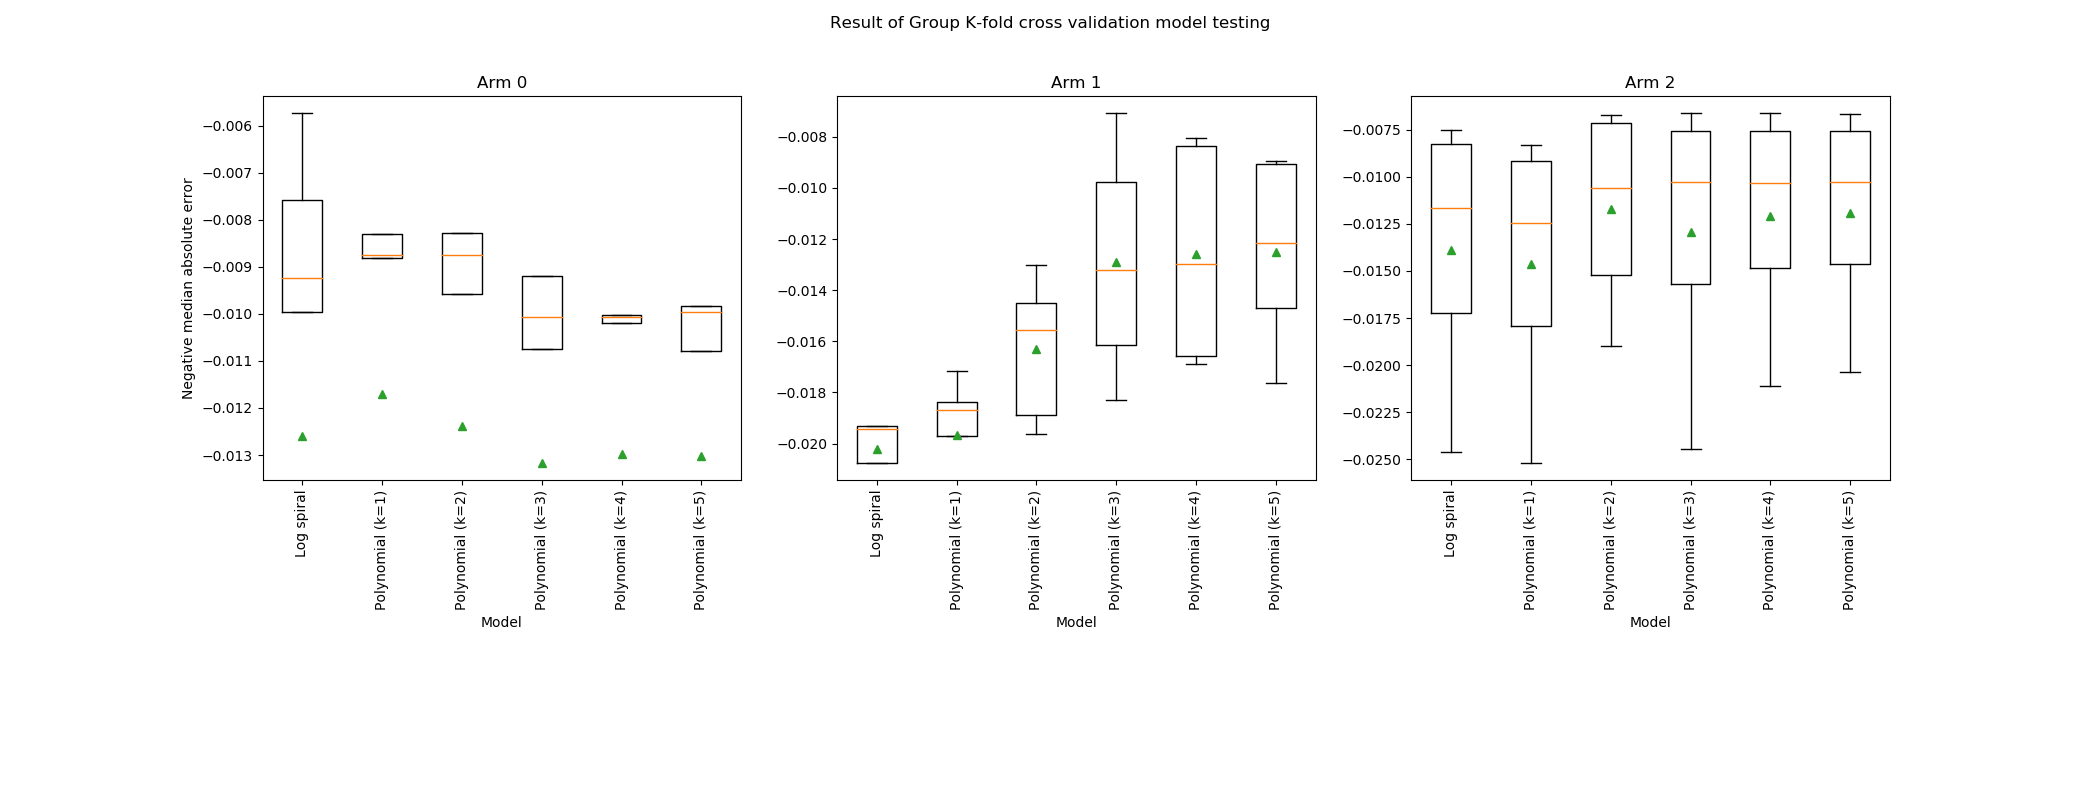 Result of Group K-fold cross validation model testing
Arm 0
Negative median absolute error
−0.006
−0.007
−0.008
−0.009
−0.010
−0.011
−0.012
−0.013
Log spiral
Polynomial (k=1)
Polynomial (k=2)
Polynomial (k=3)
Polynomial (k=4)
Polynomial (k=5)
Model
Arm 1
−0.008
−0.010
−0.012
−0.014
−0.016
−0.018
−0.020
Log spiral
Polynomial (k=1)
Polynomial (k=2)
Polynomial (k=3)
Polynomial (k=4)
Polynomial (k=5)
Model
Arm 2
−0.0075
−0.0100
−0.0125
−0.0150
−0.0175
−0.0200
−0.0225
−0.0250
Log spiral
Polynomial (k=1)
Polynomial (k=2)
Polynomial (k=3)
Polynomial (k=4)
Polynomial (k=5)
Model